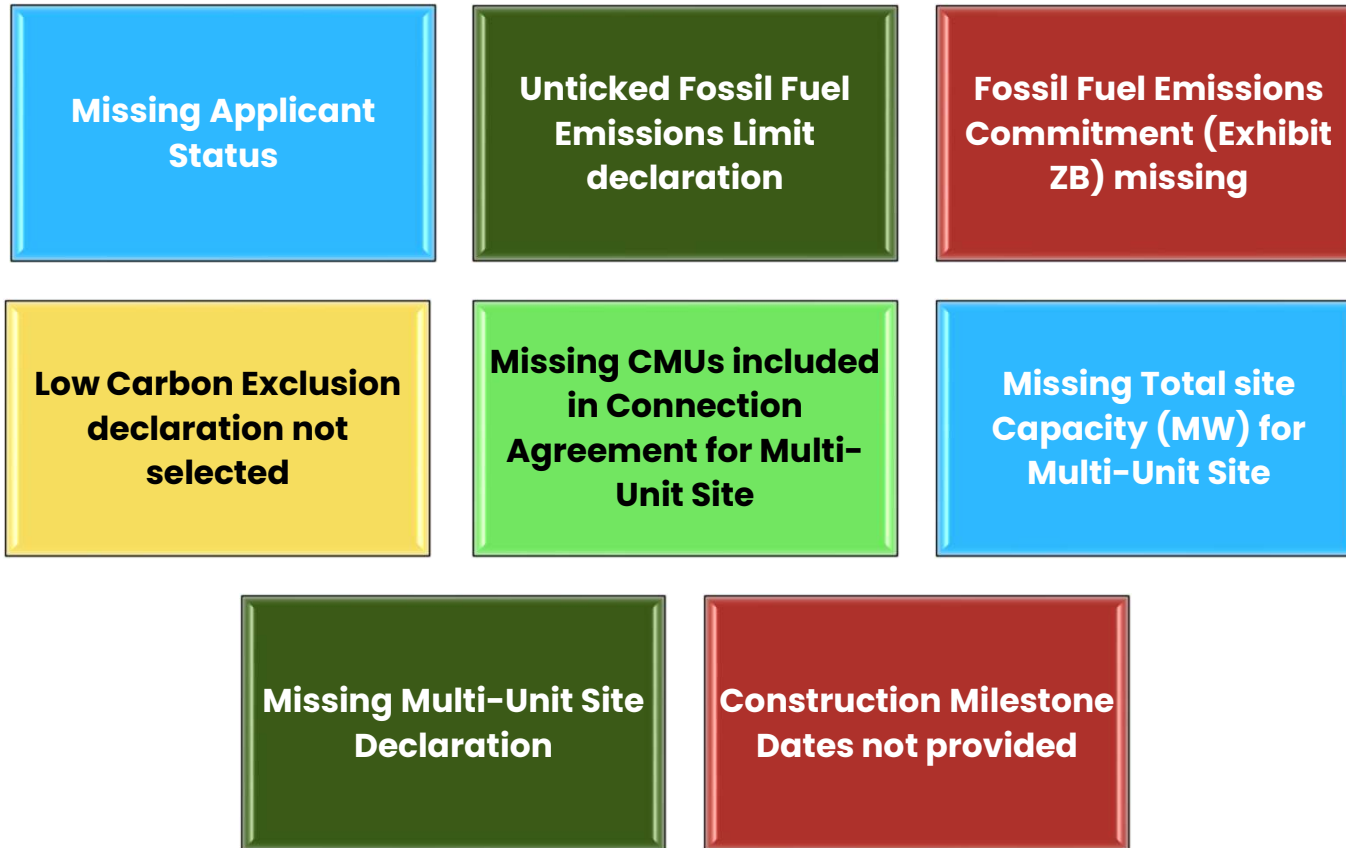 Missing Applicant
Status
Unticked Fossil Fuel
Emissions Limit
declaration
Fossil Fuel Emissions
Commitment (Exhibit
ZB) missing
Low Carbon Exclusion
declaration not
selected
Missing CMUs included
in Connection
Agreement for Multi-
Unit Site
Missing Total site
Capacity (MW) for
Multi-Unit Site
Missing Multi-Unit Site
Declaration
Construction Milestone
Dates not provided